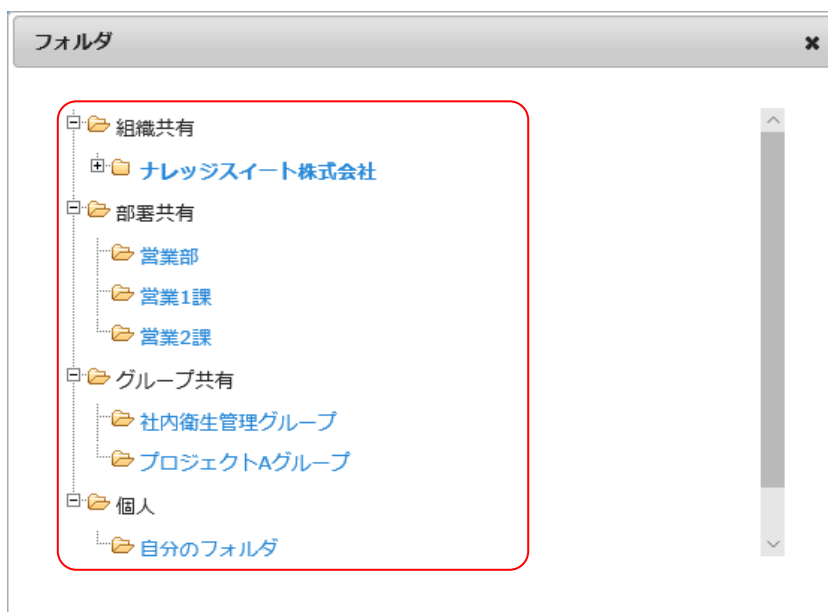 フォルダ
組織共有
ナレッジスイート株式会社
部署共有
営業部
営業1課
営業2課
グループ共有
社内衛生管理グループ
プロジェクトAグループ
個人
自分のフォルダ